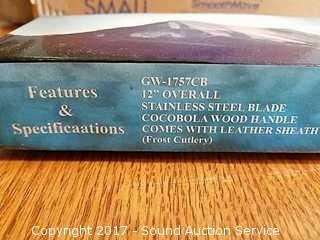 SMALL
SmoothMove
Features
&
Specificaations
GW-1757CB
12" OVERALL
STAINLESS STEEL BLADE
COCOBOLA WOOD HANDLE
COMES WITH LEATHER SHEATH
(Frost Cutlery)
Copyright 2017 - Sound Auction Service